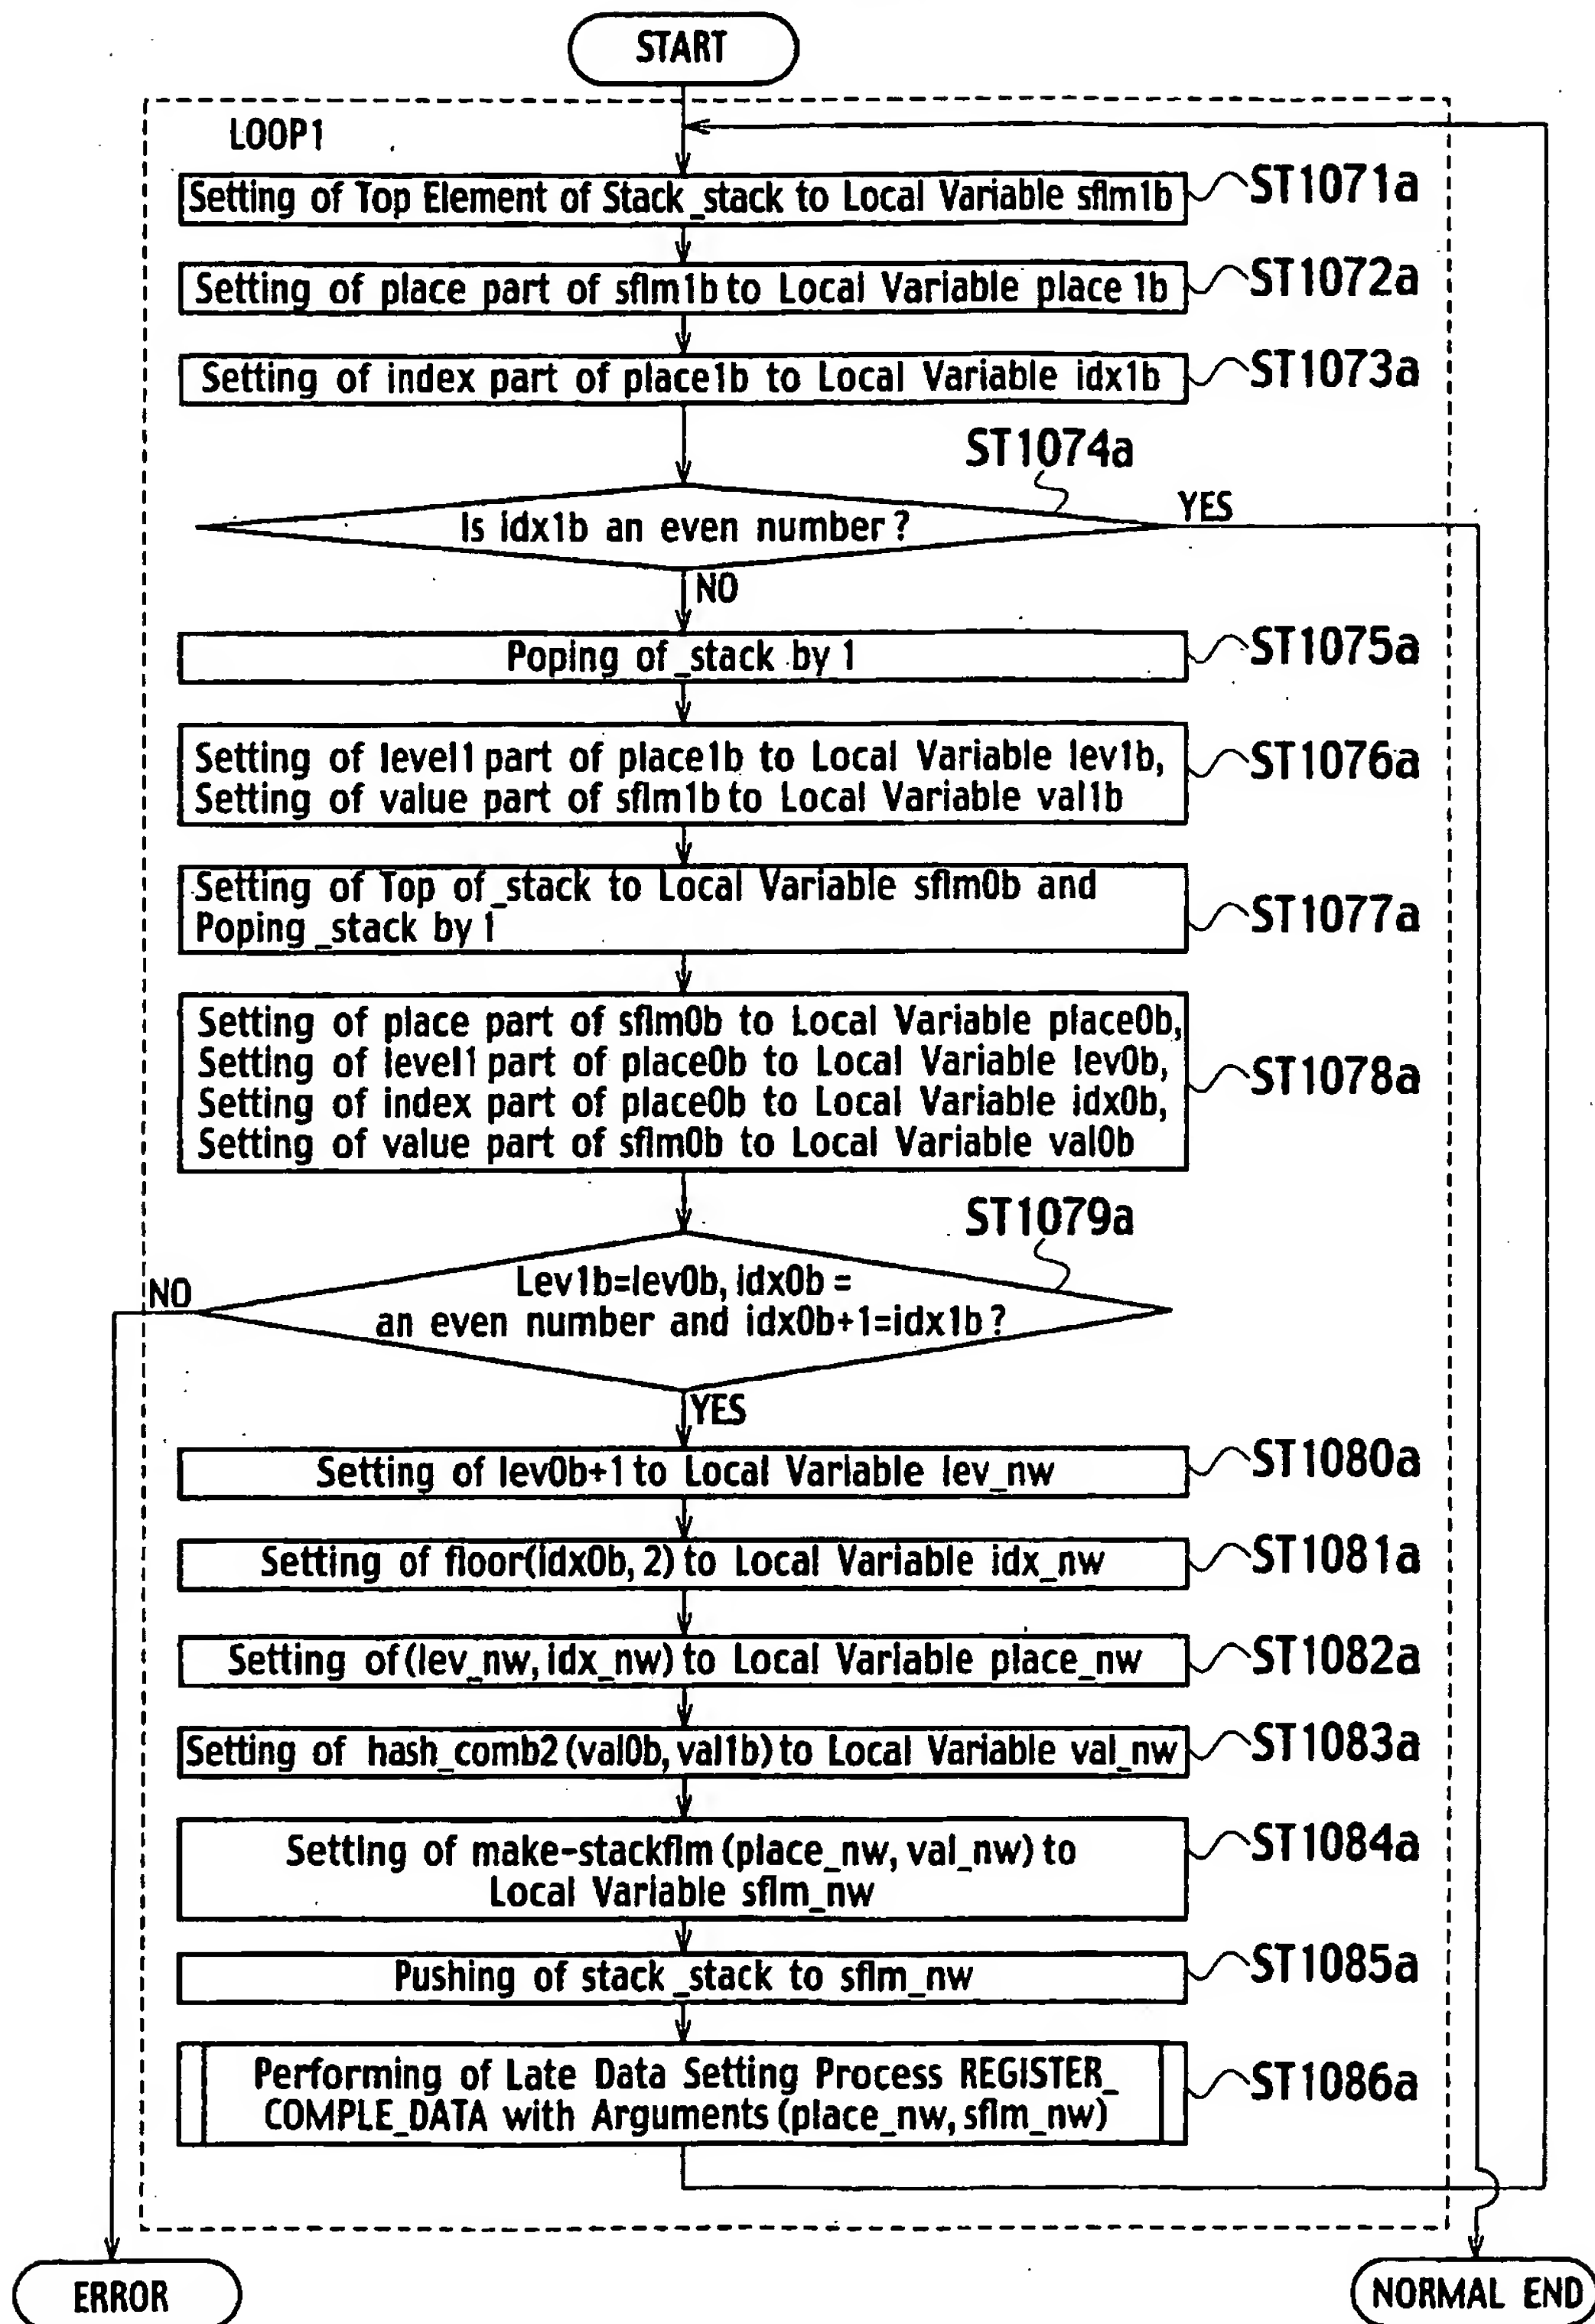 START
LOOP1
Setting of Top Element of Stack _stack to Local Variable sflm1b
ST1071a
Setting of place part of sflm1b to Local Variable place 1b
ST1072a
Setting of index part of place1b to Local Variable idx1b
ST1073a
ST1074a
Is idx1b an even number?
YES
NO
Poping of _stack by 1
ST1075a
Setting of level1 part of place1b to Local Variable lev1b,
Setting of value part of sflm1b to Local Variable val1b
ST1076a
Setting of Top of _stack to Local Variable sflm0b and
Poping _stack by 1
ST1077a
Setting of place part of sflm0b to Local Variable place0b,
Setting of level1 part of place0b to Local Variable lev0b,
Setting of index part of place0b to Local Variable idx0b,
Setting of value part of sflm0b to Local Variable val0b
ST1078a
ST1079a
Lev1b=lev0b, idx0b =
an even number and idx0b+1=idx1b?
NO
YES
Setting of lev0b+1 to Local Variable lev_nw
ST1080a
Setting of floor(idx0b, 2) to Local Variable idx_nw
ST1081a
Setting of (lev_nw, idx_nw) to Local Variable place_nw
ST1082a
Setting of hash_comb2 (val0b, val1b) to Local Variable val_nw
ST1083a
Setting of make-stackflm (place_nw, val_nw) to
Local Variable sflm_nw
ST1084a
Pushing of stack _stack to sflm_nw
ST1085a
Performing of Late Data Setting Process REGISTER_
COMPLE_DATA with Arguments (place_nw, sflm_nw)
ST1086a
ERROR
NORMAL END